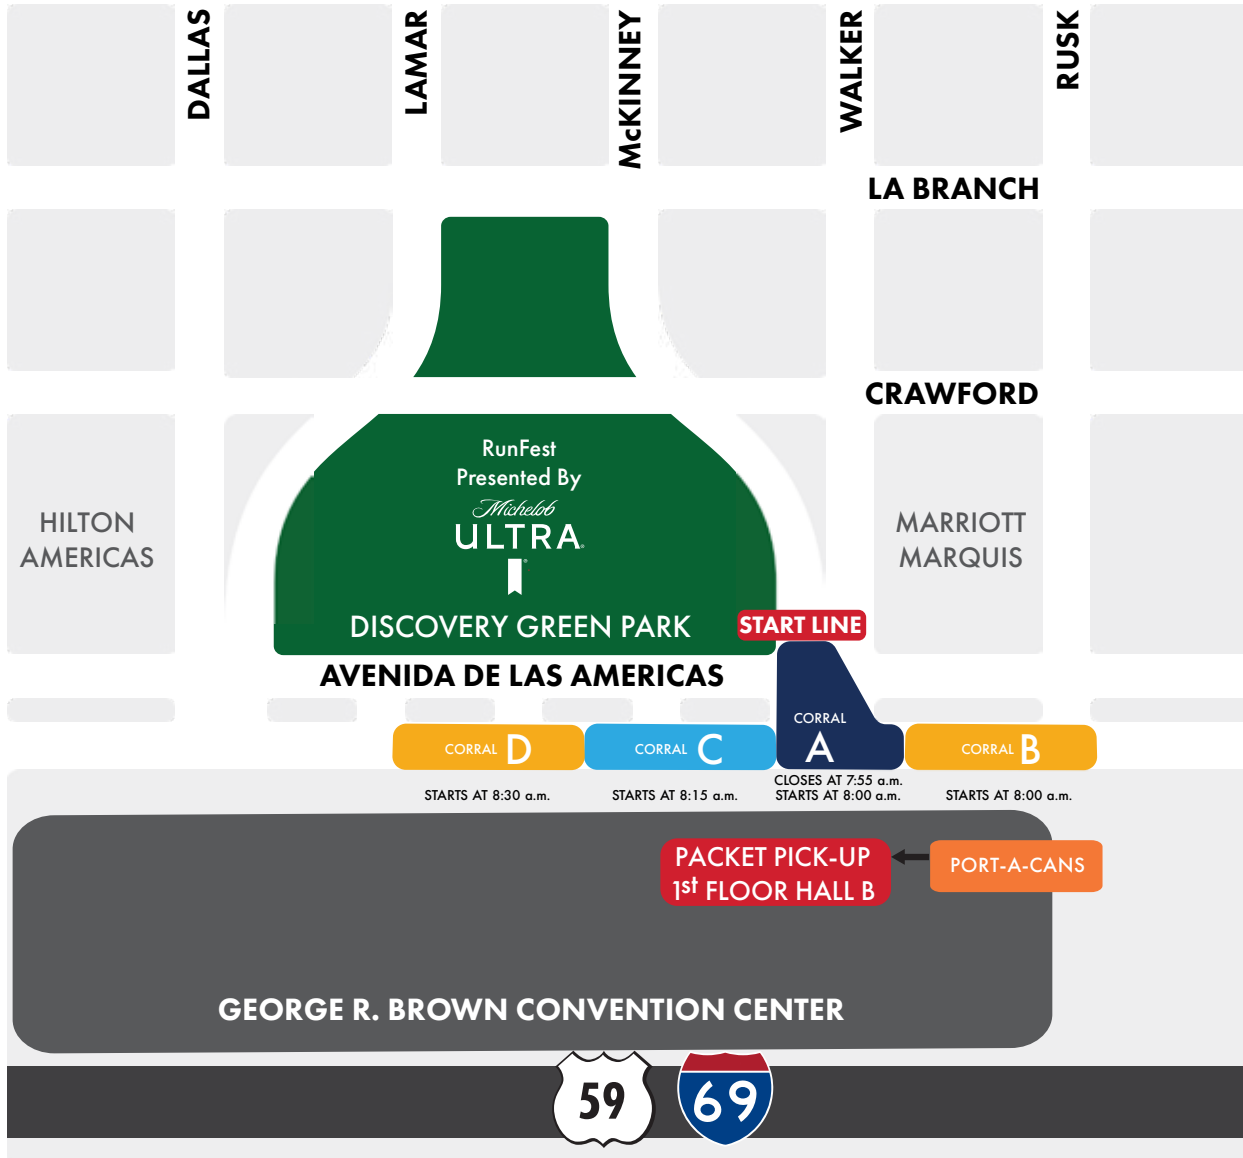 DALLAS
LAMAR
McKINNEY
WALKER
RUSK
LA BRANCH
CRAWFORD
RunFest
Presented By
Michelob
ULTRA
HILTON
AMERICAS
MARRIOTT
MARQUIS
DISCOVERY GREEN PARK
START LINE
AVENIDA DE LAS AMERICAS
CORRAL D
CORRAL C
CORRAL
A
CORRAL B
STARTS AT 8:30 a.m.
STARTS AT 8:15 a.m.
CLOSES AT 7:55 a.m.
STARTS AT 8:00 a.m.
STARTS AT 8:00 a.m.
PACKET PICK-UP
1st FLOOR HALL B
PORT-A-CANS
GEORGE R. BROWN CONVENTION CENTER
59
69